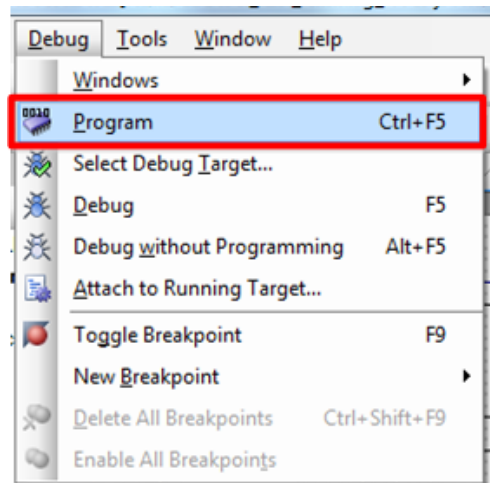 Debug Tools Window Help
Windows
0010 Program Ctrl+F5
Select Debug Target...
Debug F5
Debug without Programming Alt+F5
Attach to Running Target...
Toggle Breakpoint F9
New Breakpoint
Delete All Breakpoints Ctrl+Shift+F9
Enable All Breakpoints